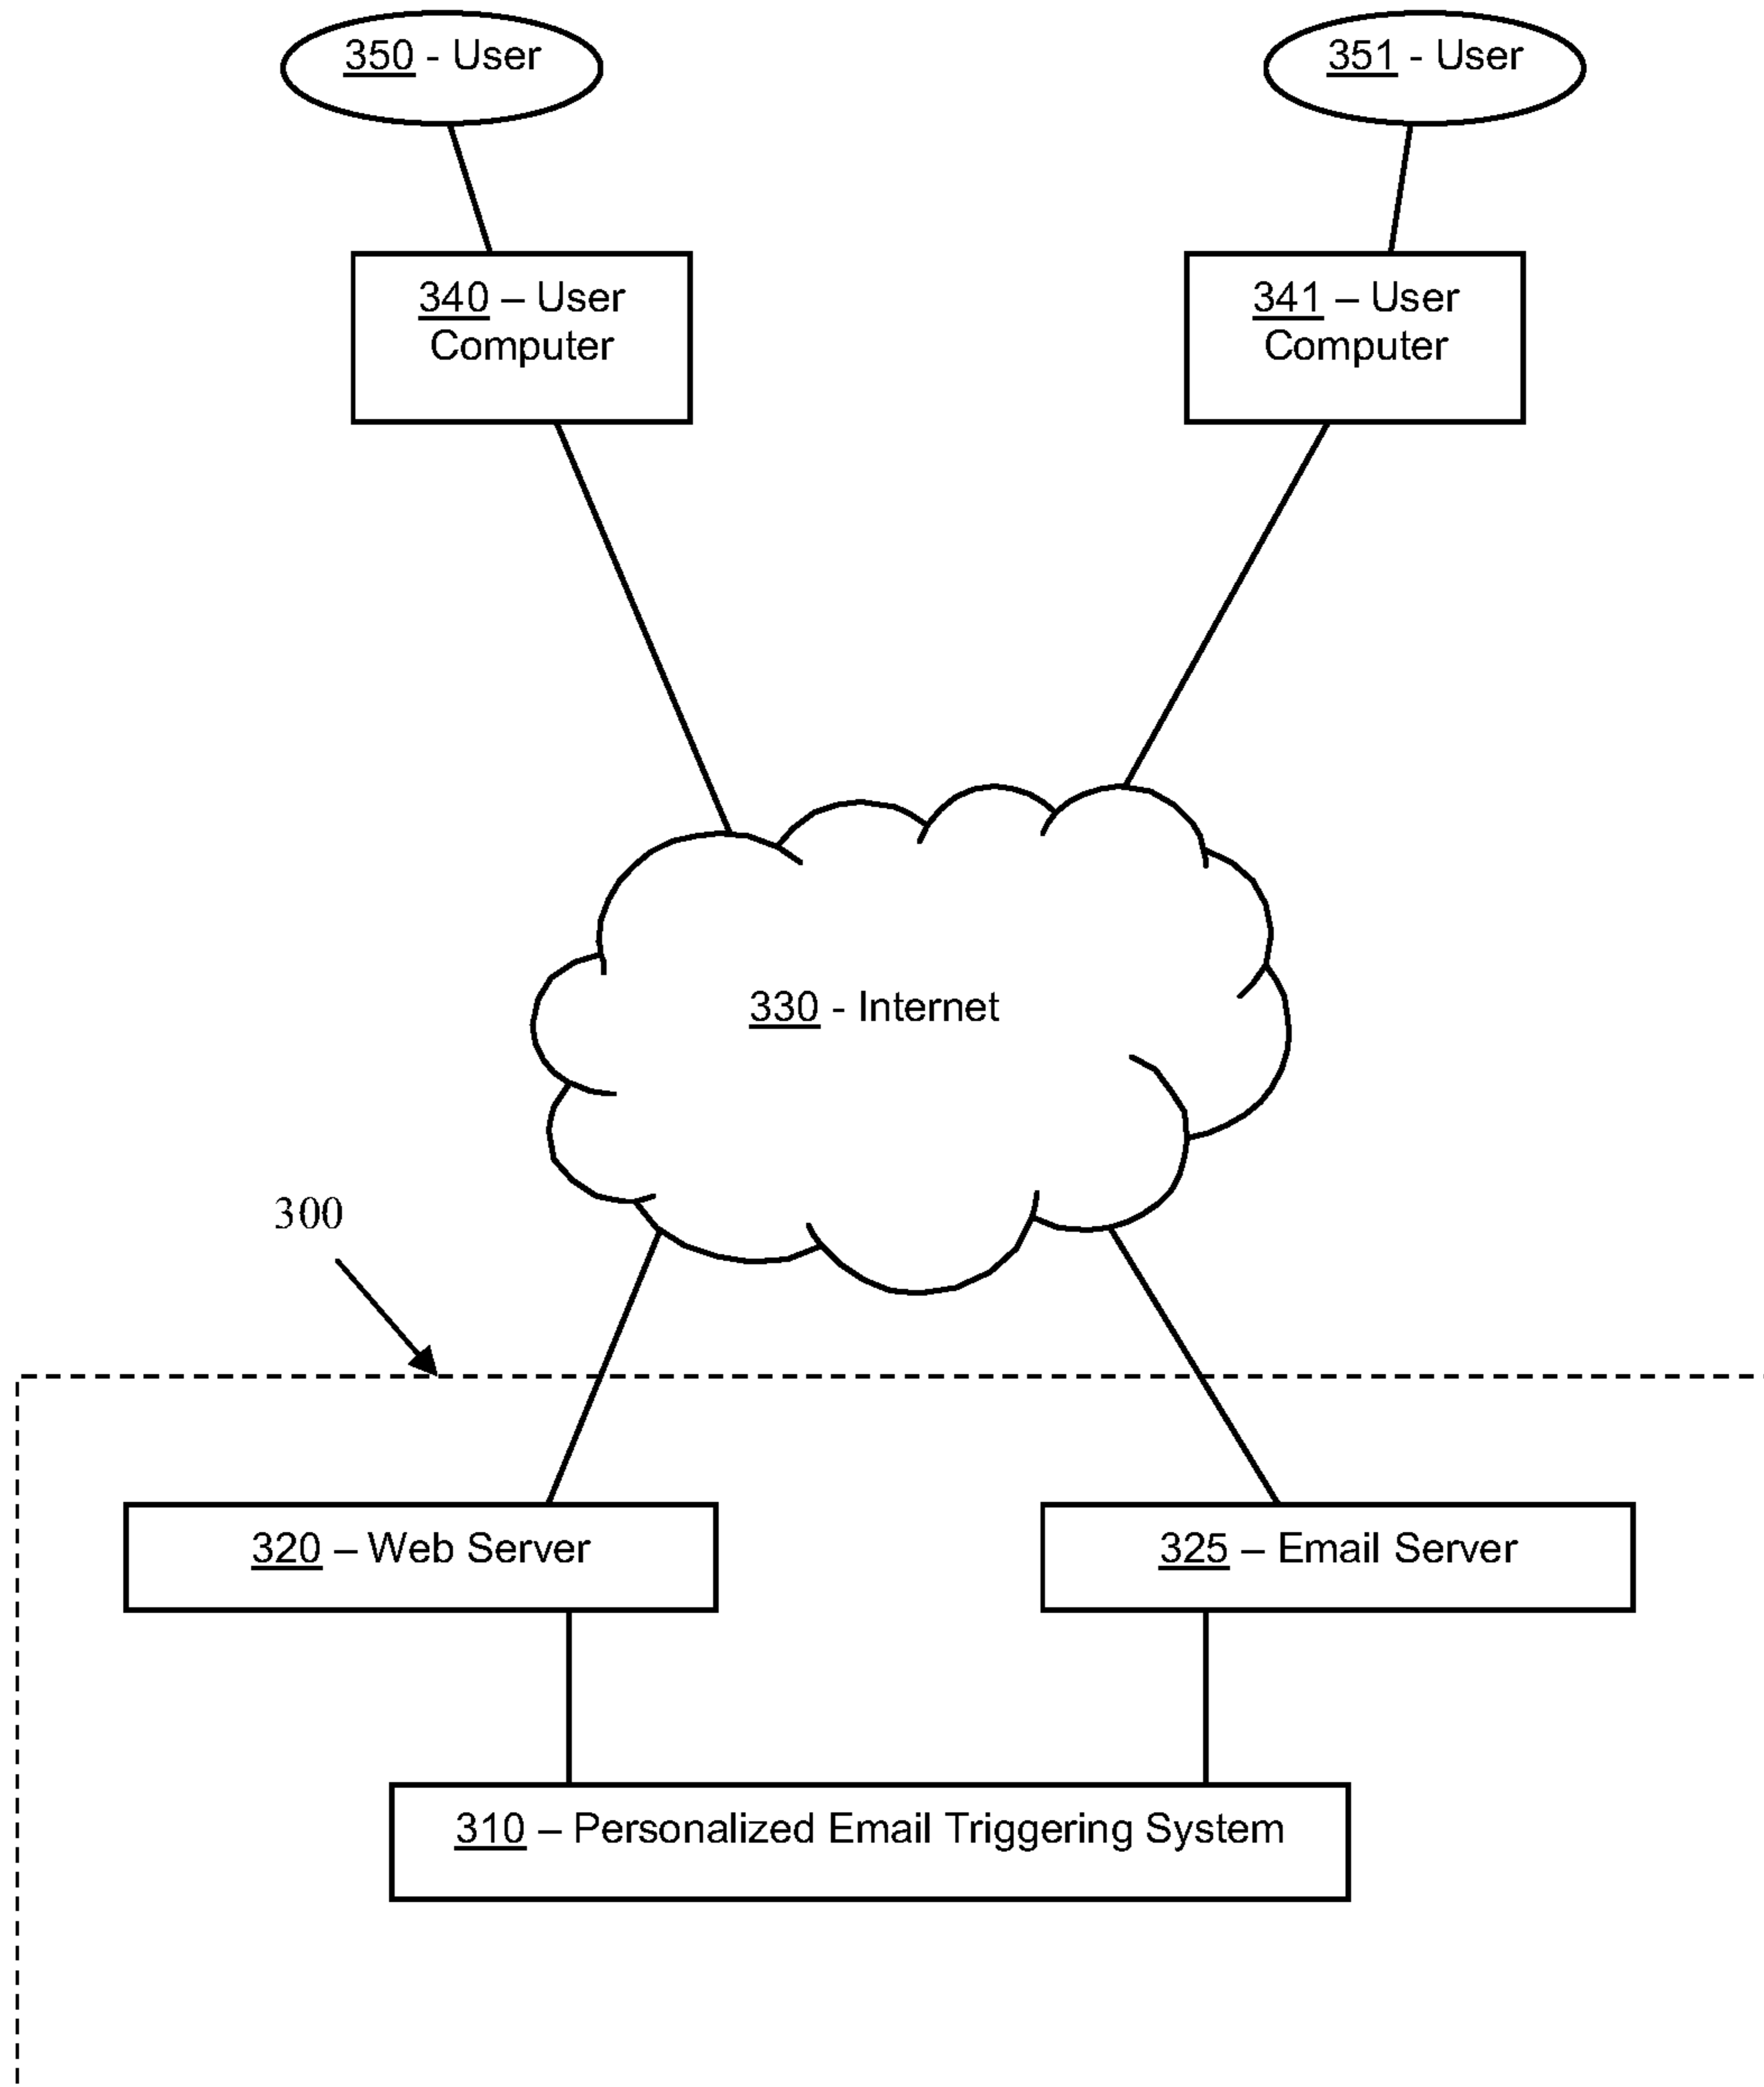 350 - User
351 - User
340 – User
Computer
341 – User
Computer
330 - Internet
300
320 – Web Server
325 – Email Server
310 – Personalized Email Triggering System